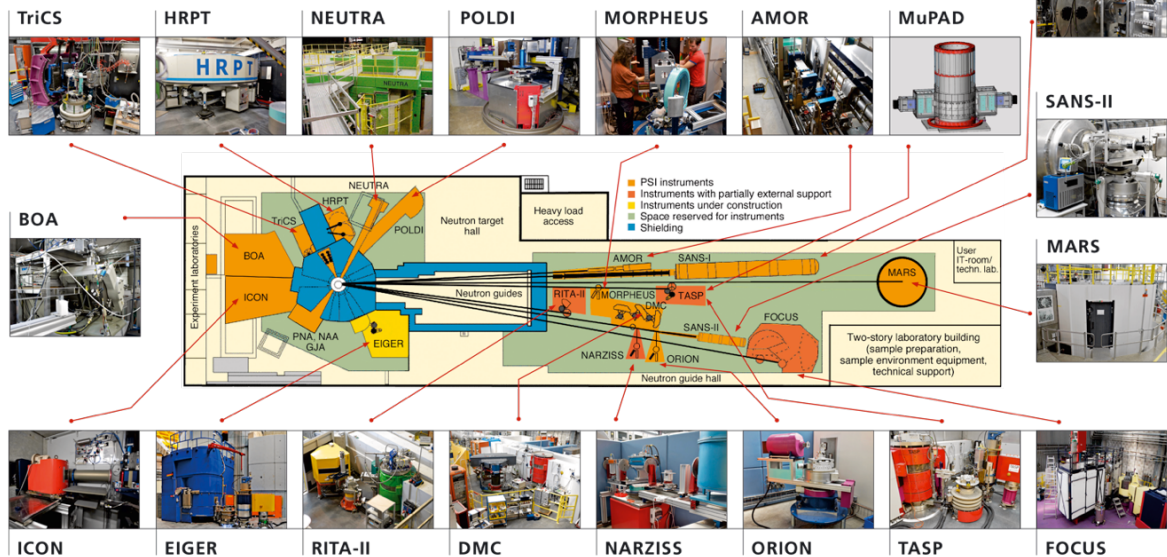 TriCS
HRPT
NEUTRA
POLDI
MORPHEUS
AMOR
MuPAD
HRPT
NEUTRA
SANS-II
BOA
MARS
NEUTRA
HRPT
TriCS
POLDI
BOA
ICON
PNA, NAA
GJA
EIGER
Experiment laboratories
Neutron target
hall
Heavy load
access
PSI instruments
Instruments with partially external support
Instruments under construction
Space reserved for instruments
Shielding
Neutron guides
AMOR
SANS-I
RITA-II
MORPHEUS
TASP
DMC
SANS-II
FOCUS
NARZISS
ORION
MARS
User
IT-room/
techn. lab.
Neutron guide hall
Two-story laboratory building
(sample preparation,
sample environment equipment,
technical support)
ICON
EIGER
RITA-II
DMC
NARZISS
ORION
TASP
FOCUS